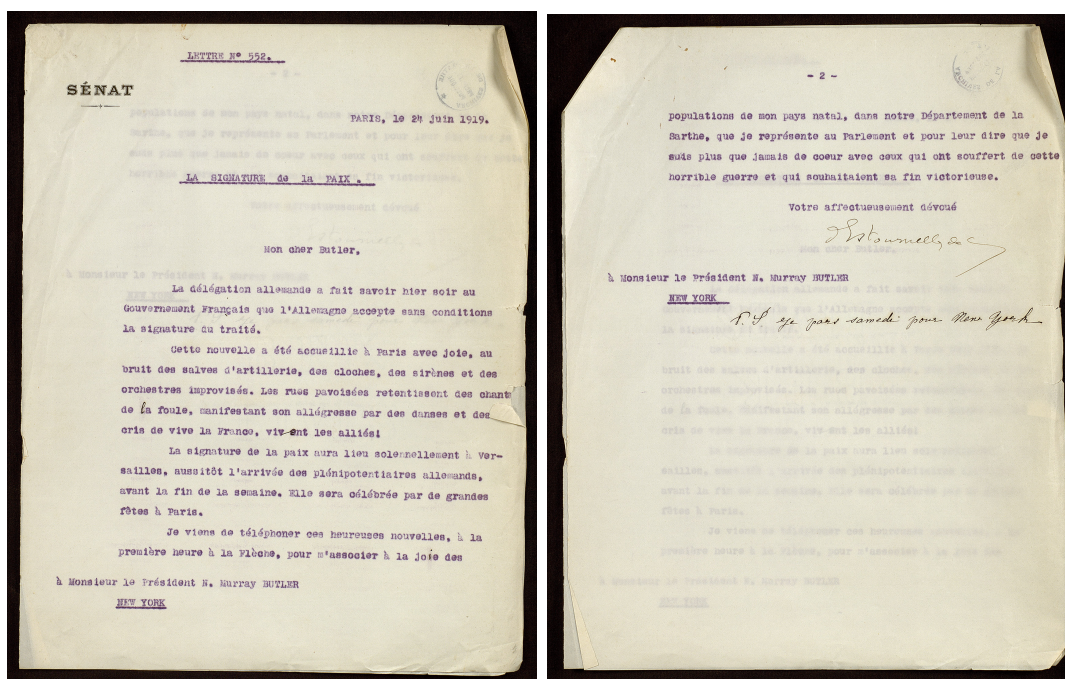 LETTRE N° 552.
SÉNAT
PARIS, le 24 juin 1919.
LA SIGNATURE de la PAIX.
Mon cher Butler,
La délégation allemande a fait savoir hier soir au
Gouvernement Français que l'Allemagne accepte sans conditions
la signature du traité.
Cette nouvelle a été accueillie à Paris avec joie, au
bruit des salves d'artillerie, des cloches, des sirènes et des
orchestres improvisés. Les rues pavoisées retentissent des chants
de la foule, manifestant son allégresse par des danses et des
cris de vive la France, vivent les alliés!
La signature de la paix aura lieu solennellement à Ver-
sailles, aussitôt l'arrivée des plénipotentiaires allemands,
avant la fin de la semaine. Elle sera célébrée par de grandes
fêtes à Paris.
Je viens de téléphoner ces heureuses nouvelles, à la
première heure à la Flèche, pour m'associer à la joie des
à Monsieur le Président N. Murray BUTLER
NEW YORK
- 2 -
populations de mon pays natal, dans notre Département de la
Sarthe, que je représente au Parlement et pour leur dire que je
suis plus que jamais de coeur avec ceux qui ont souffert de cette
horrible guerre et qui souhaitaient sa fin victorieuse.
Votre affectueusement dévoué
d'Estournelles de C
à Monsieur le Président N. Murray BUTLER
NEW YORK
P. S. je pars samedi pour New York